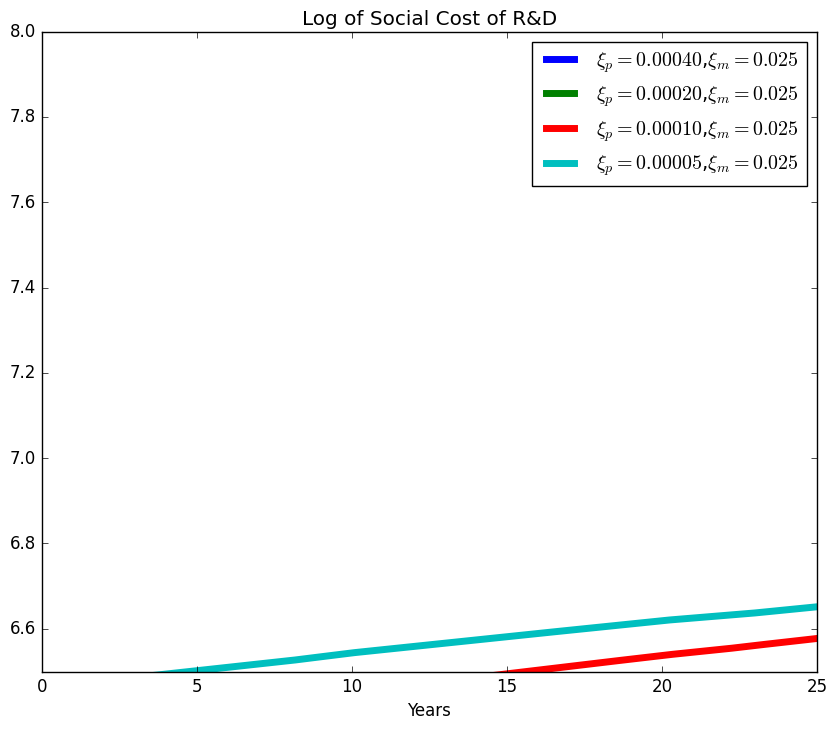 Log of Social Cost of R&D
8.0
7.8
7.6
7.4
7.2
7.0
6.8
6.6
ξp = 0.00040,ξm = 0.025
ξp = 0.00020,ξm = 0.025
ξp = 0.00010,ξm = 0.025
ξp = 0.00005,ξm = 0.025
0 5 10 15 20 25
Years